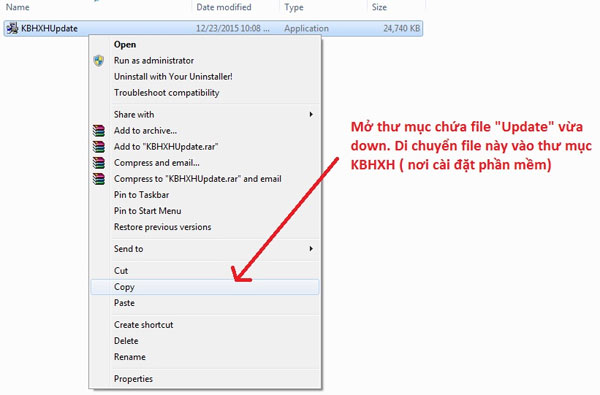 Name Date modified Type Size
KBHXHUpdate 12/23/2015 10:08 ... Application 24,740 KB
Open
Run as administrator
Uninstall with Your Uninstaller!
Troubleshoot compatibility
Share with
Add to archive...
Add to "KBHXHUpdate.rar"
Compress and email...
Compress to "KBHXHUpdate.rar" and email
Pin to Taskbar
Pin to Start Menu
Restore previous versions
Send to
Cut
Copy
Paste
Create shortcut
Delete
Rename
Properties
Mở thư mục chứa file "Update" vừa
down. Di chuyển file này vào thư mục
KBHXH ( nơi cài đặt phần mềm)